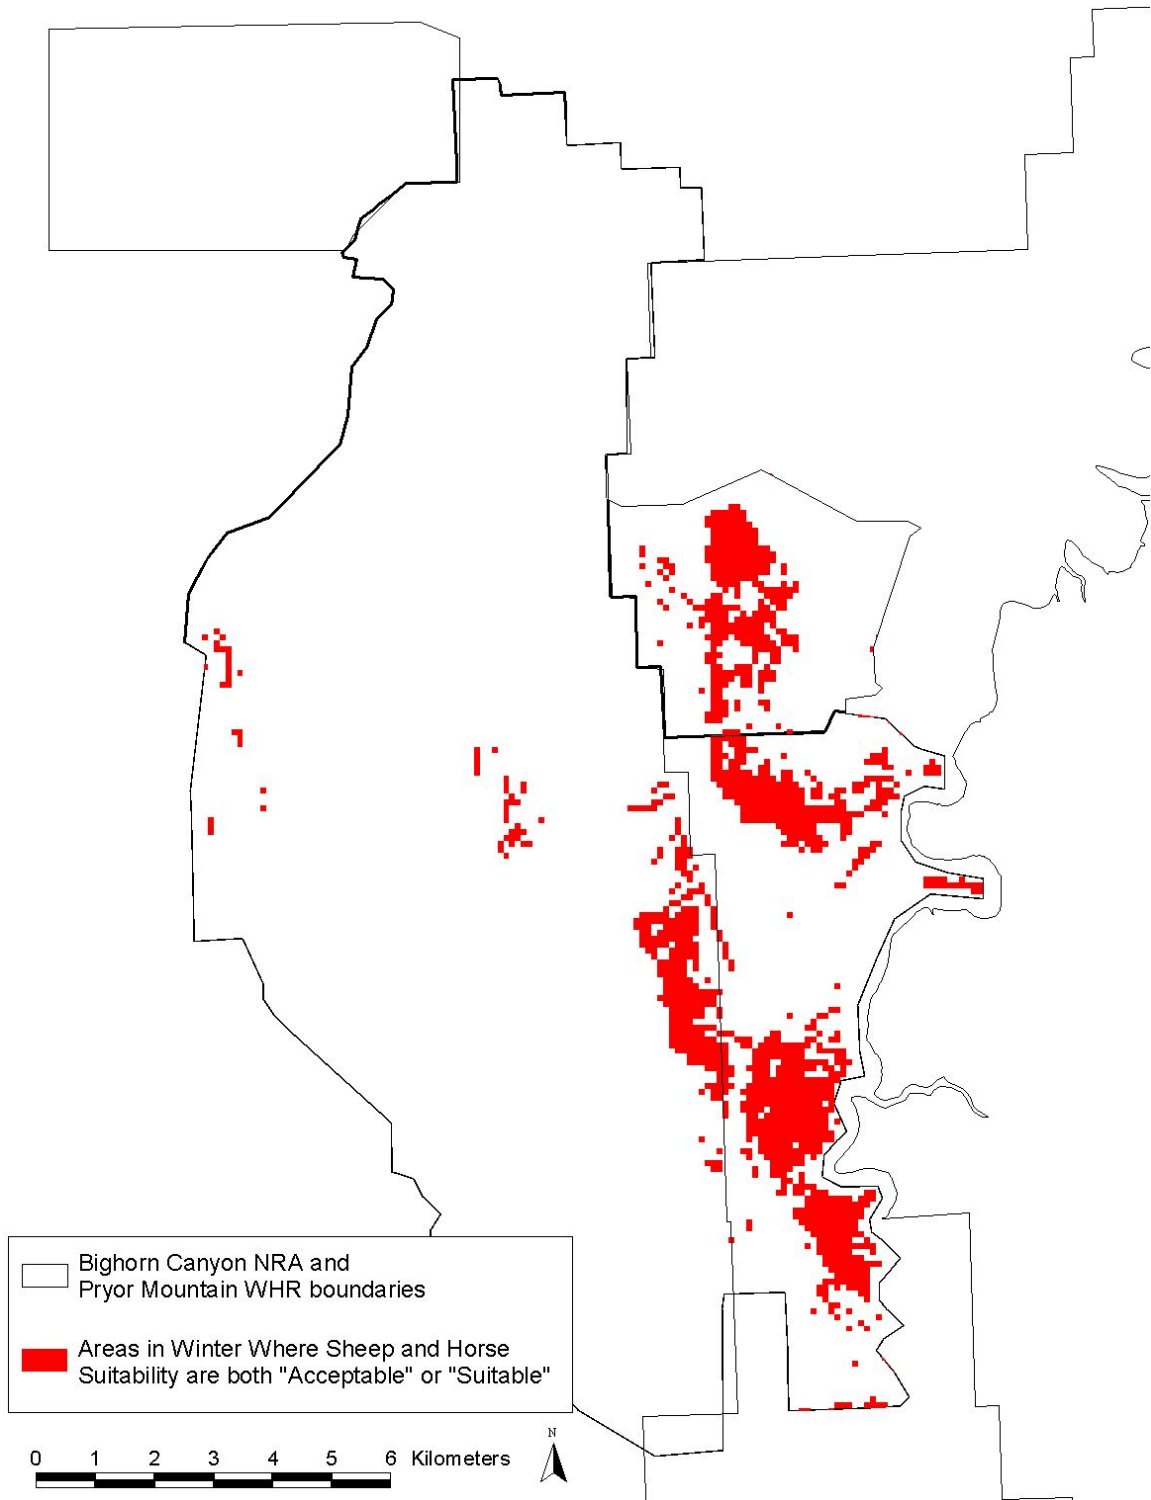 Bighorn Canyon NRA and
Pryor Mountain WHR boundaries
Areas in Winter Where Sheep and Horse
Suitability are both "Acceptable" or "Suitable"
N
0 1 2 3 4 5 6 Kilometers